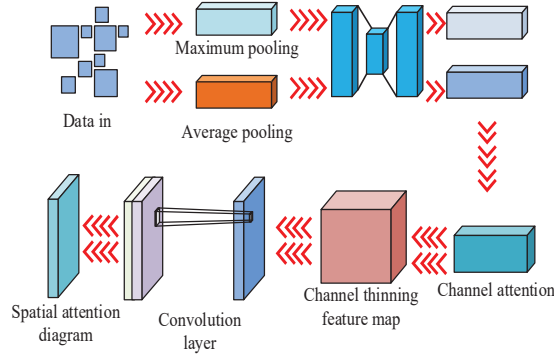 Maximum pooling
Data in
Average pooling
Spatial attention
diagram
Convolution
layer
Channel thinning
feature map
Channel attention